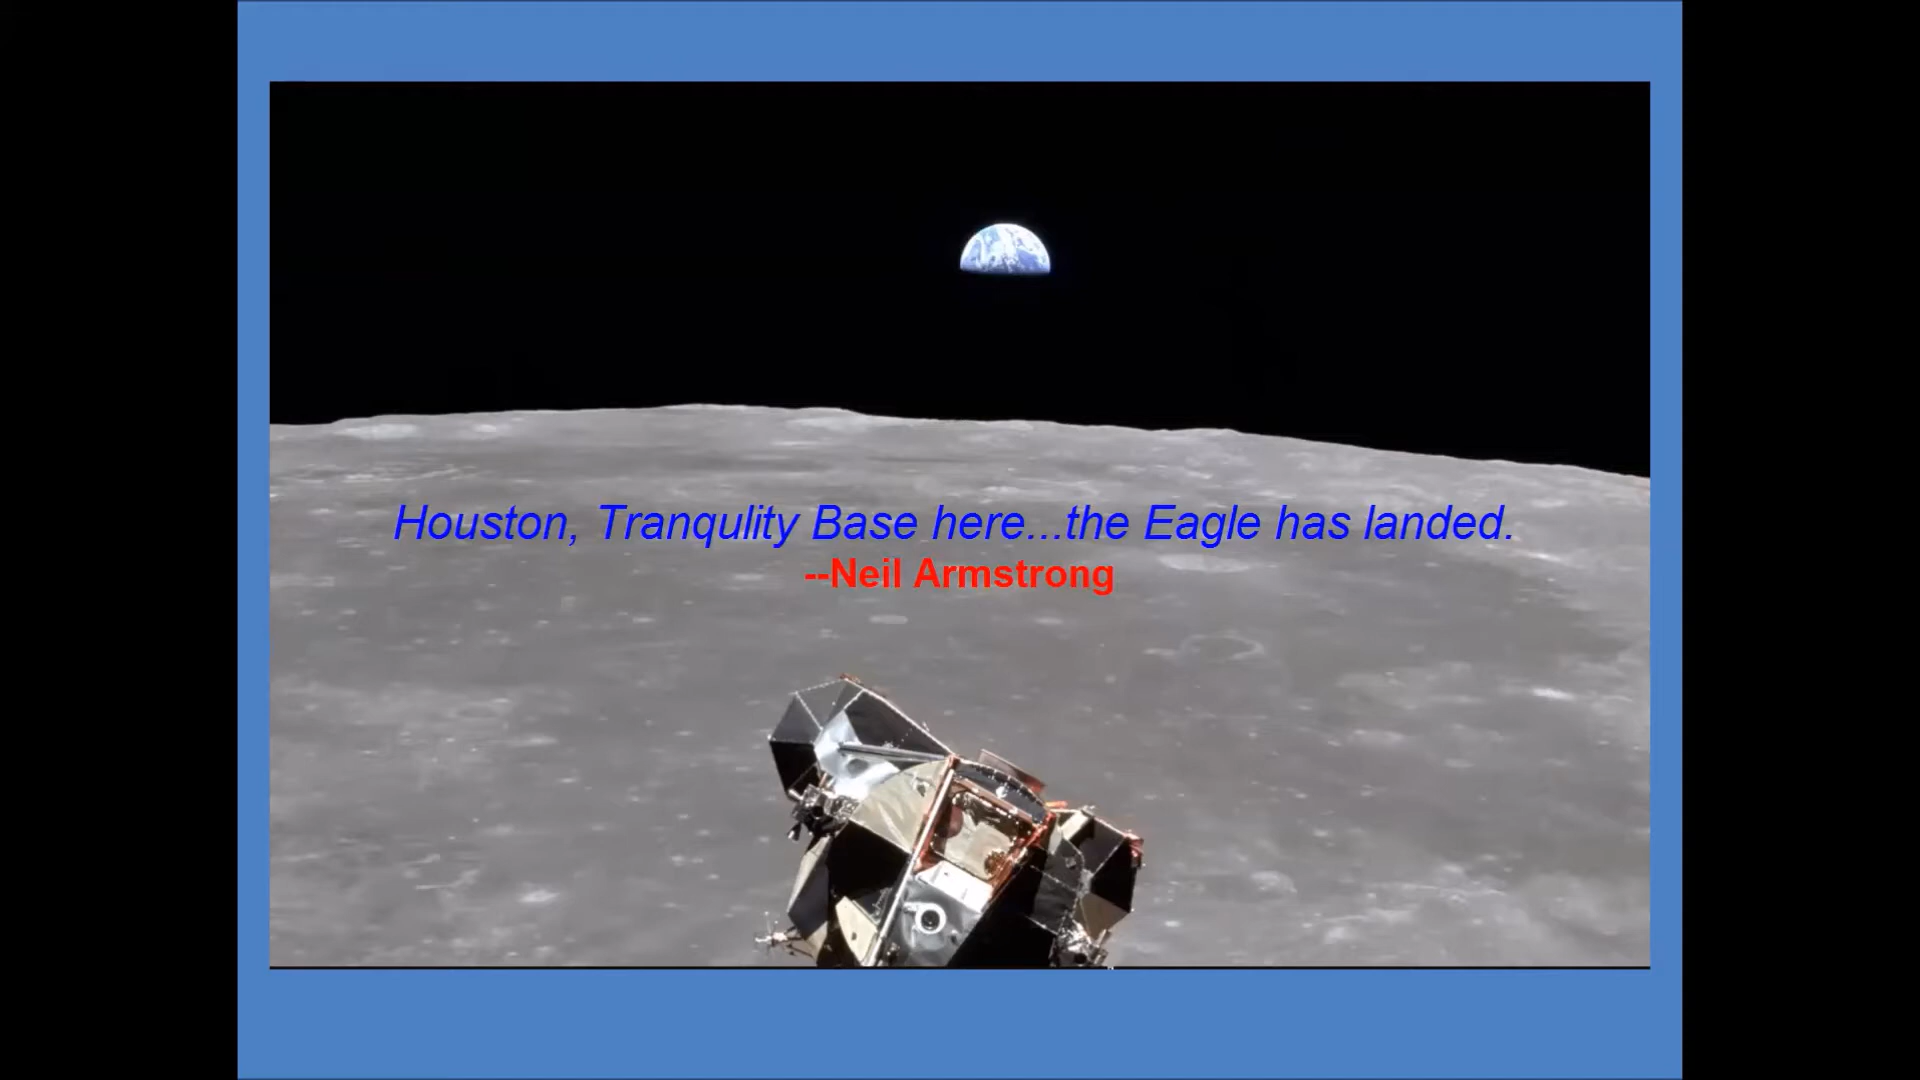 Houston, Tranqulity Base here...the Eagle has landed.
--Neil Armstrong